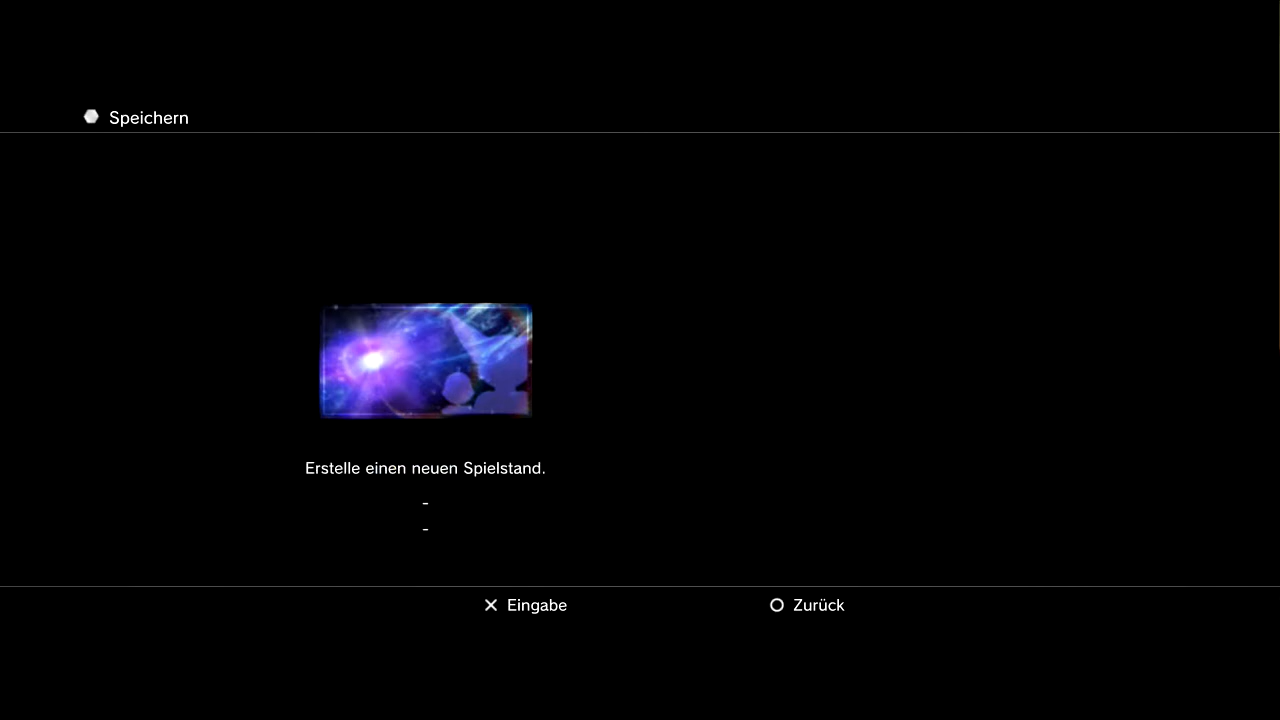 Speichern
Erstelle einen neuen Spielstand.
-
-
Eingabe
Zurück